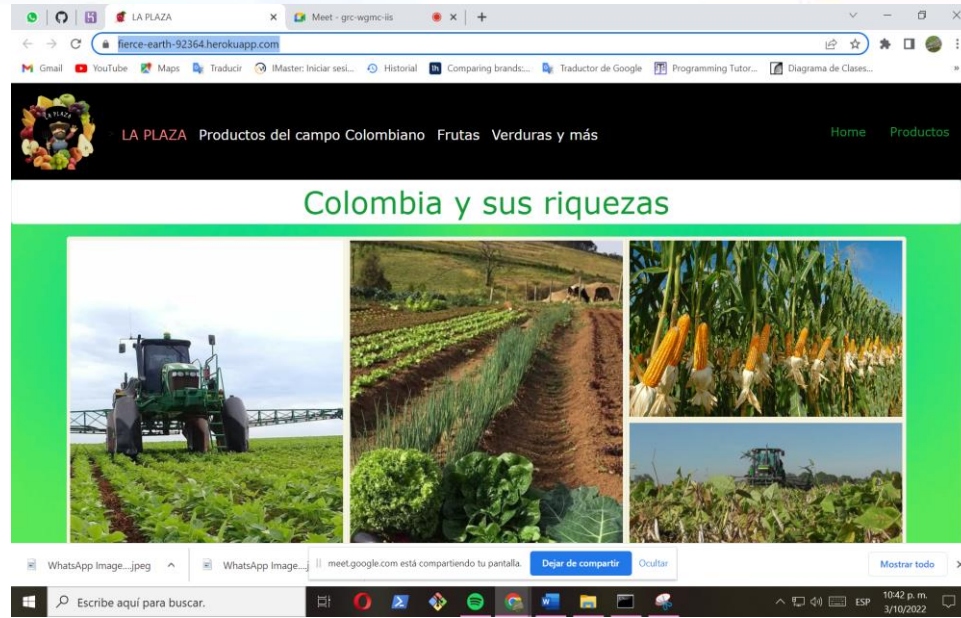 LA PLAZA
Meet - grc-wgmc-iis
fierce-earth-92364.herokuapp.com
Gmail YouTube Maps Traducir IMaster: Iniciar sesi... Historial Comparing brands:... Traductor de Google Programming Tutor... Diagrama de Clases...
LA PLAZA
LA PLAZA Productos del campo Colombiano Frutas Verduras y más Home Productos
Colombia y sus riquezas
WhatsApp Image....jpeg WhatsApp Image....j meet.google.com está compartiendo tu pantalla. Dejar de compartir Ocultar Mostrar todo
Escribe aquí para buscar. ESP 10:42 p. m.
3/10/2022